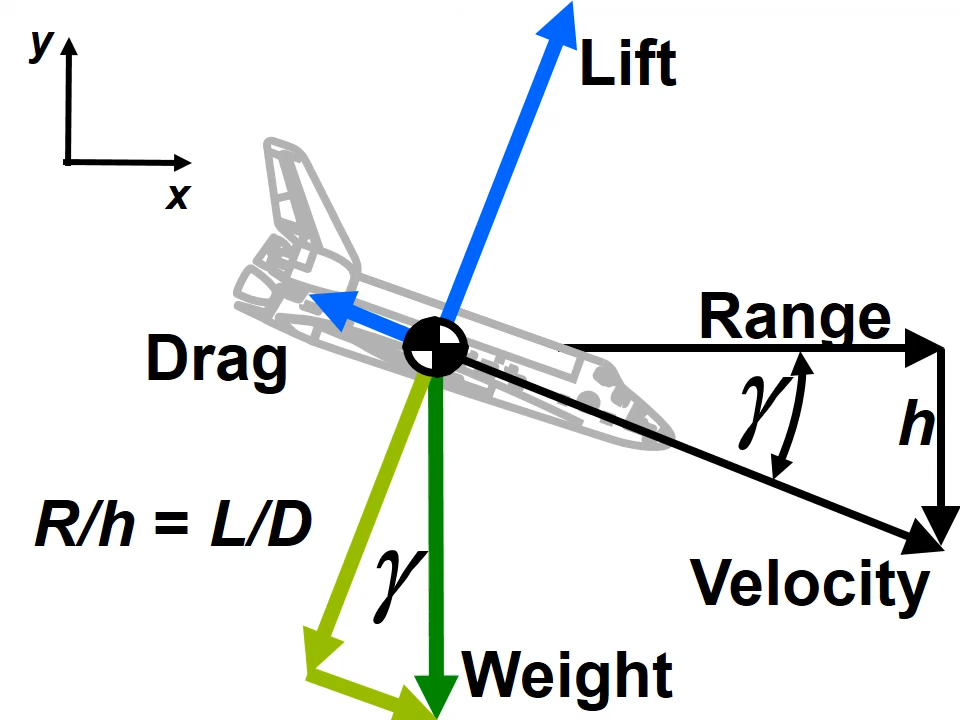 y
Lift
x
Range
Drag
γ
h
R/h = L/D
γ
Velocity
Weight